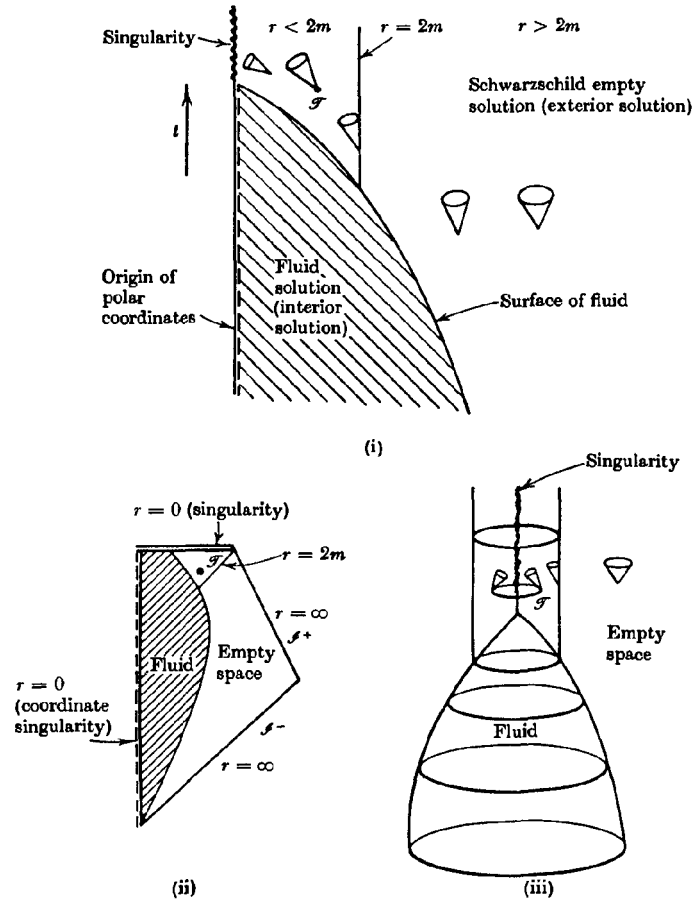 Singularity
r < 2m
r = 2m
r > 2m
Schwarzschild empty
solution (exterior solution)
𝒯
t
Origin of
polar
coordinates
Fluid
solution
(interior
solution)
Surface of fluid
(i)
r = 0 (singularity)
𝒯
r = 2m
r = ∞
𝓘+
Fluid
Empty
space
r = 0
(coordinate
singularity)
𝓘−
r = ∞
(ii)
Singularity
𝒯
Empty
space
Fluid
(iii)